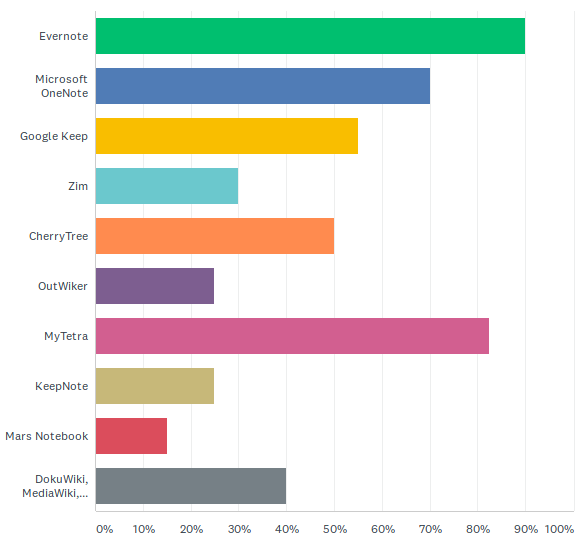 Evernote
Microsoft
OneNote
Google Keep
Zim
CherryTree
OutWiker
MyTetra
KeepNote
Mars Notebook
DokuWiki,
MediaWiki,...
0% 10% 20% 30% 40% 50% 60% 70% 80% 90% 100%